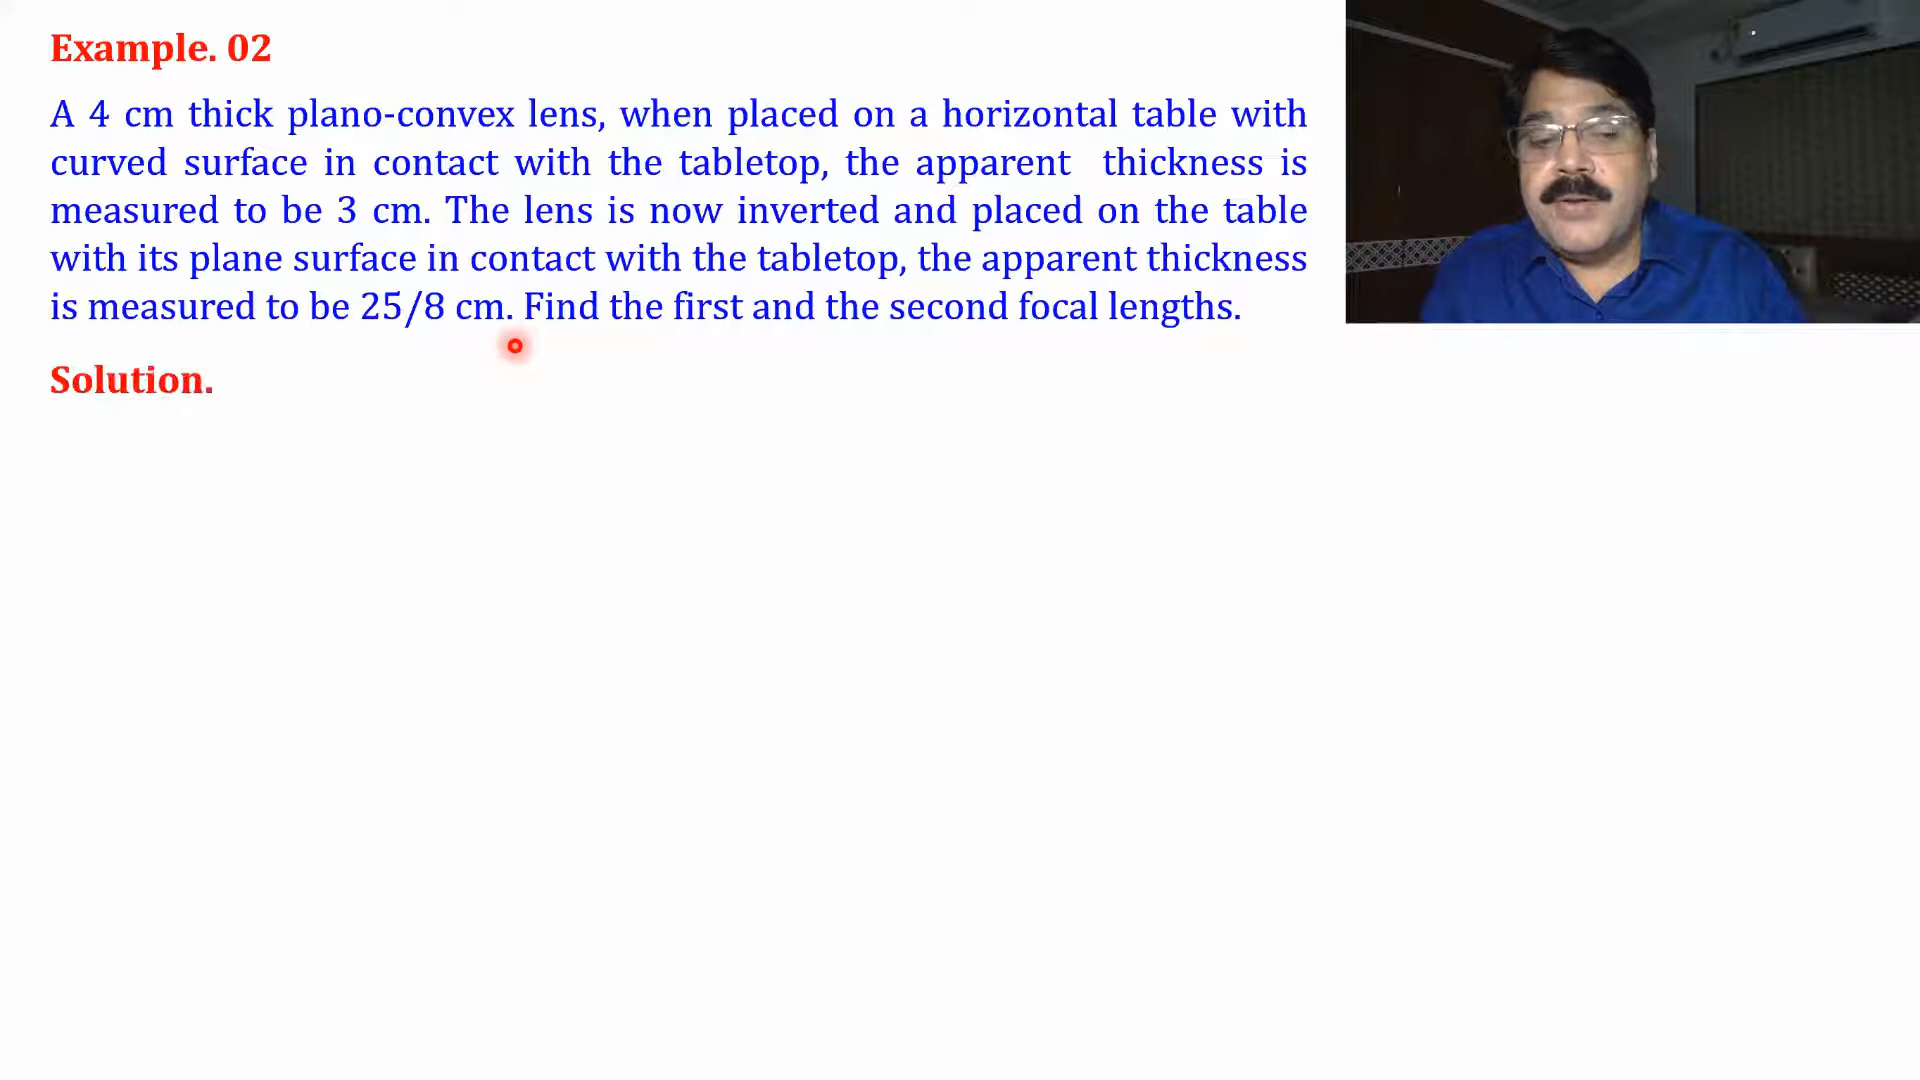 Example. 02
A 4 cm thick plano-convex lens, when placed on a horizontal table with
curved surface in contact with the tabletop, the apparent thickness is
measured to be 3 cm. The lens is now inverted and placed on the table
with its plane surface in contact with the tabletop, the apparent thickness
is measured to be 25/8 cm. Find the first and the second focal lengths.
Solution.